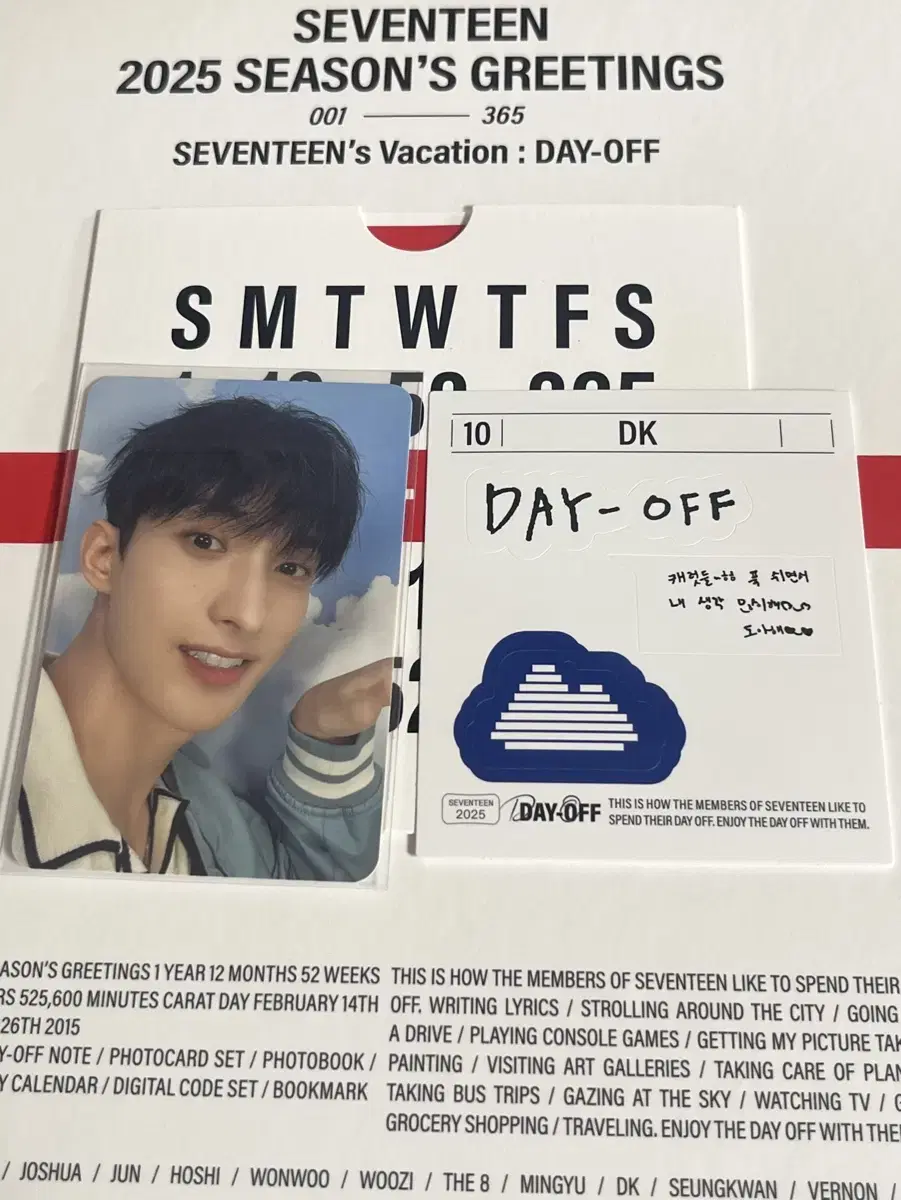 SEVENTEEN
2025 SEASON'S GREETINGS
001 365
SEVENTEEN's Vacation : DAY-OFF
S M T W T F S
10 DK
DAY-OFF
캐럿들-형 푹 쉬면서
내 생각
SEVENTEEN
2025
DAY-OFF
THIS IS HOW THE MEMBERS OF SEVENTEEN LIKE TO
SPEND THEIR DAY OFF. ENJOY THE DAY OFF WITH THEM.
ASON'S GREETINGS 1 YEAR 12 MONTHS 52 WEEKS
RS 525,600 MINUTES CARAT DAY FEBRUARY 14TH
26TH 2015
Y-OFF NOTE / PHOTOCARD SET / PHOTOBOOK /
Y CALENDAR / DIGITAL CODE SET / BOOKMARK
THIS IS HOW THE MEMBERS OF SEVENTEEN LIKE TO SPEND THEIR
OFF. WRITING LYRICS / STROLLING AROUND THE CITY / GOING
A DRIVE / PLAYING CONSOLE GAMES / GETTING MY PICTURE TAK
PAINTING / VISITING ART GALLERIES / TAKING CARE OF PLAN
TAKING BUS TRIPS / GAZING AT THE SKY / WATCHING TV /
GROCERY SHOPPING / TRAVELING. ENJOY THE DAY OFF WITH THE
/ JOSHUA / JUN / HOSHI / WONWOO / WOOZI / THE 8 / MINGYU / DK / SEUNGKWAN / VERNON /